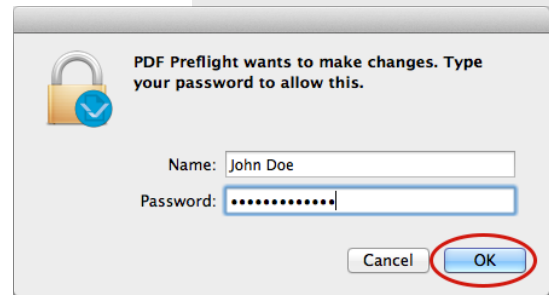 PDF Preflight wants to make changes. Type
your password to allow this.
Name: John Doe
Password: •••••••••••••
Cancel OK